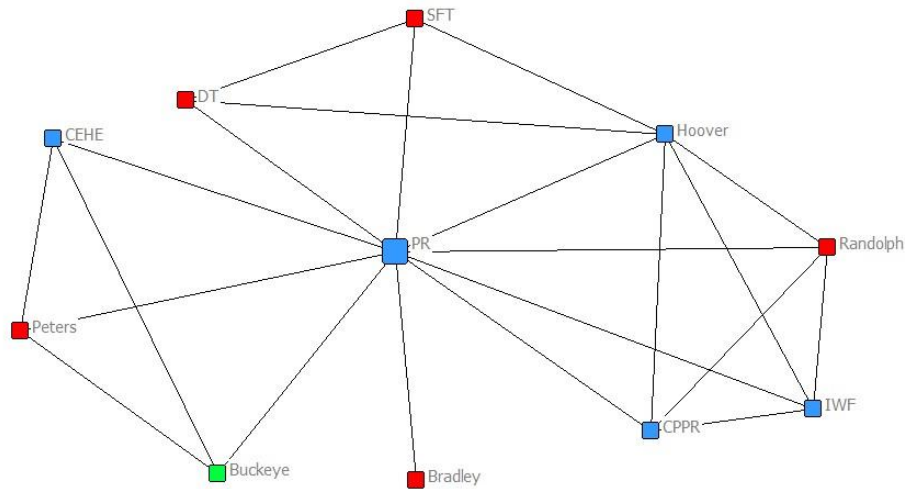 SFT
DT
CEHE
Hoover
PR
Randolph
Peters
IWF
CPPR
Buckeye
Bradley